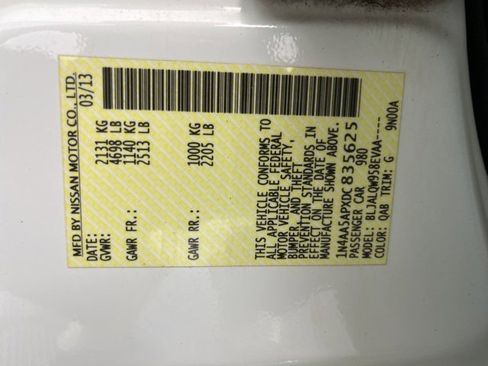 MFD BY NISSAN MOTOR CO., LTD.
DATE: 03/13
GVWR: 2131 KG
4698 LB
GAWR FR.: 1140 KG
2513 LB
GAWR RR.: 1000 KG
2205 LB
THIS VEHICLE CONFORMS TO
ALL APPLICABLE FEDERAL
MOTOR VEHICLE SAFETY,
BUMPER, AND THEFT
PREVENTION STANDARDS IN
EFFECT ON THE DATE OF
MANUFACTURE SHOWN ABOVE.
1N4AA5APXDC835625
PASSENGER CAR 980
MODEL: BLJALOW958EVAA----
COLOR: QAB TRIM: G 9N00A